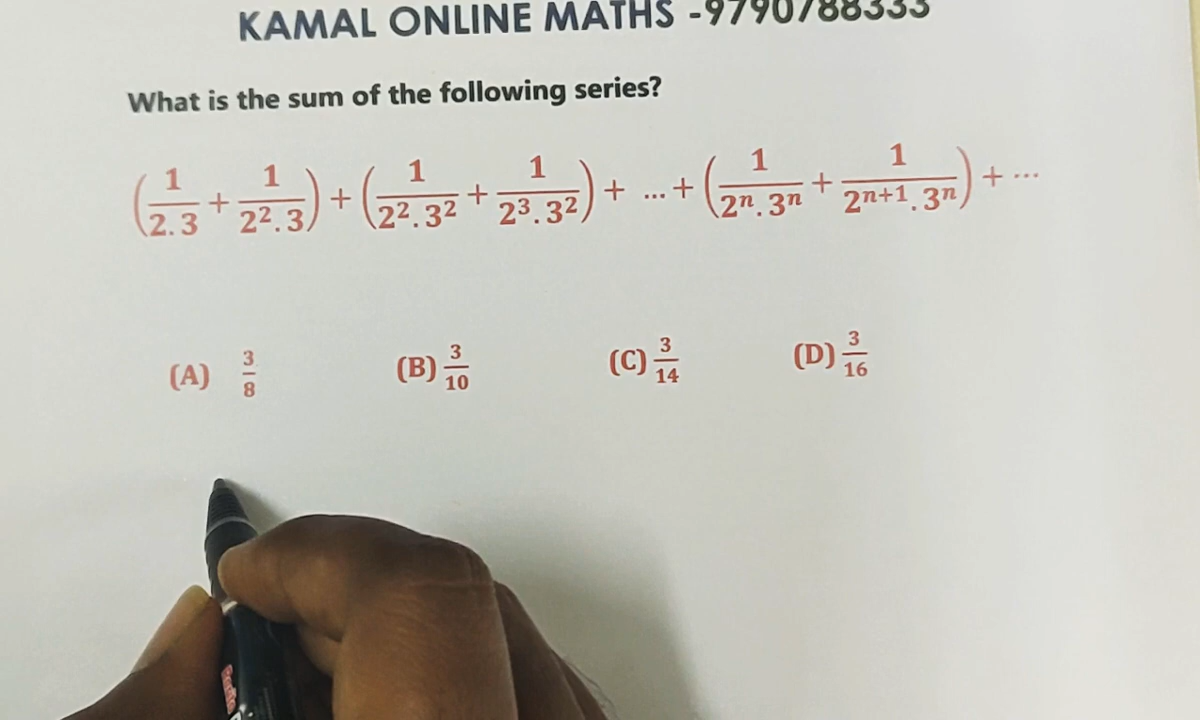 KAMAL ONLINE MATHS -9790788333
What is the sum of the following series?
(1/2.3 + 1/2².3) + (1/2².3² + 1/2³.3²) + ... + (1/2ⁿ.3ⁿ + 1/2ⁿ⁺¹.3ⁿ) + ...
(A) 3/8 (B) 3/10 (C) 3/14 (D) 3/16